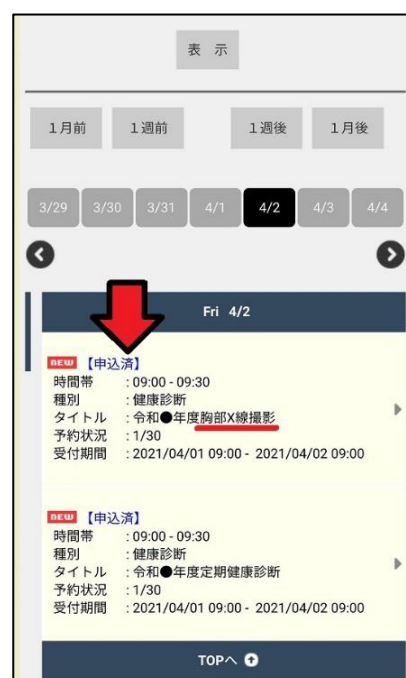 表 示
1月前 1週前 1週後 1月後
3/29 3/30 3/31 4/1 4/2 4/3 4/4
Fri 4/2
NEW 【申込済】
時間帯 : 09:00 - 09:30
種別 : 健康診断
タイトル : 令和●年度胸部X線撮影
予約状況 : 1/30
受付期間 : 2021/04/01 09:00 - 2021/04/02 09:00
NEW 【申込済】
時間帯 : 09:00 - 09:30
種別 : 健康診断
タイトル : 令和●年度定期健康診断
予約状況 : 1/30
受付期間 : 2021/04/01 09:00 - 2021/04/02 09:00
TOPへ